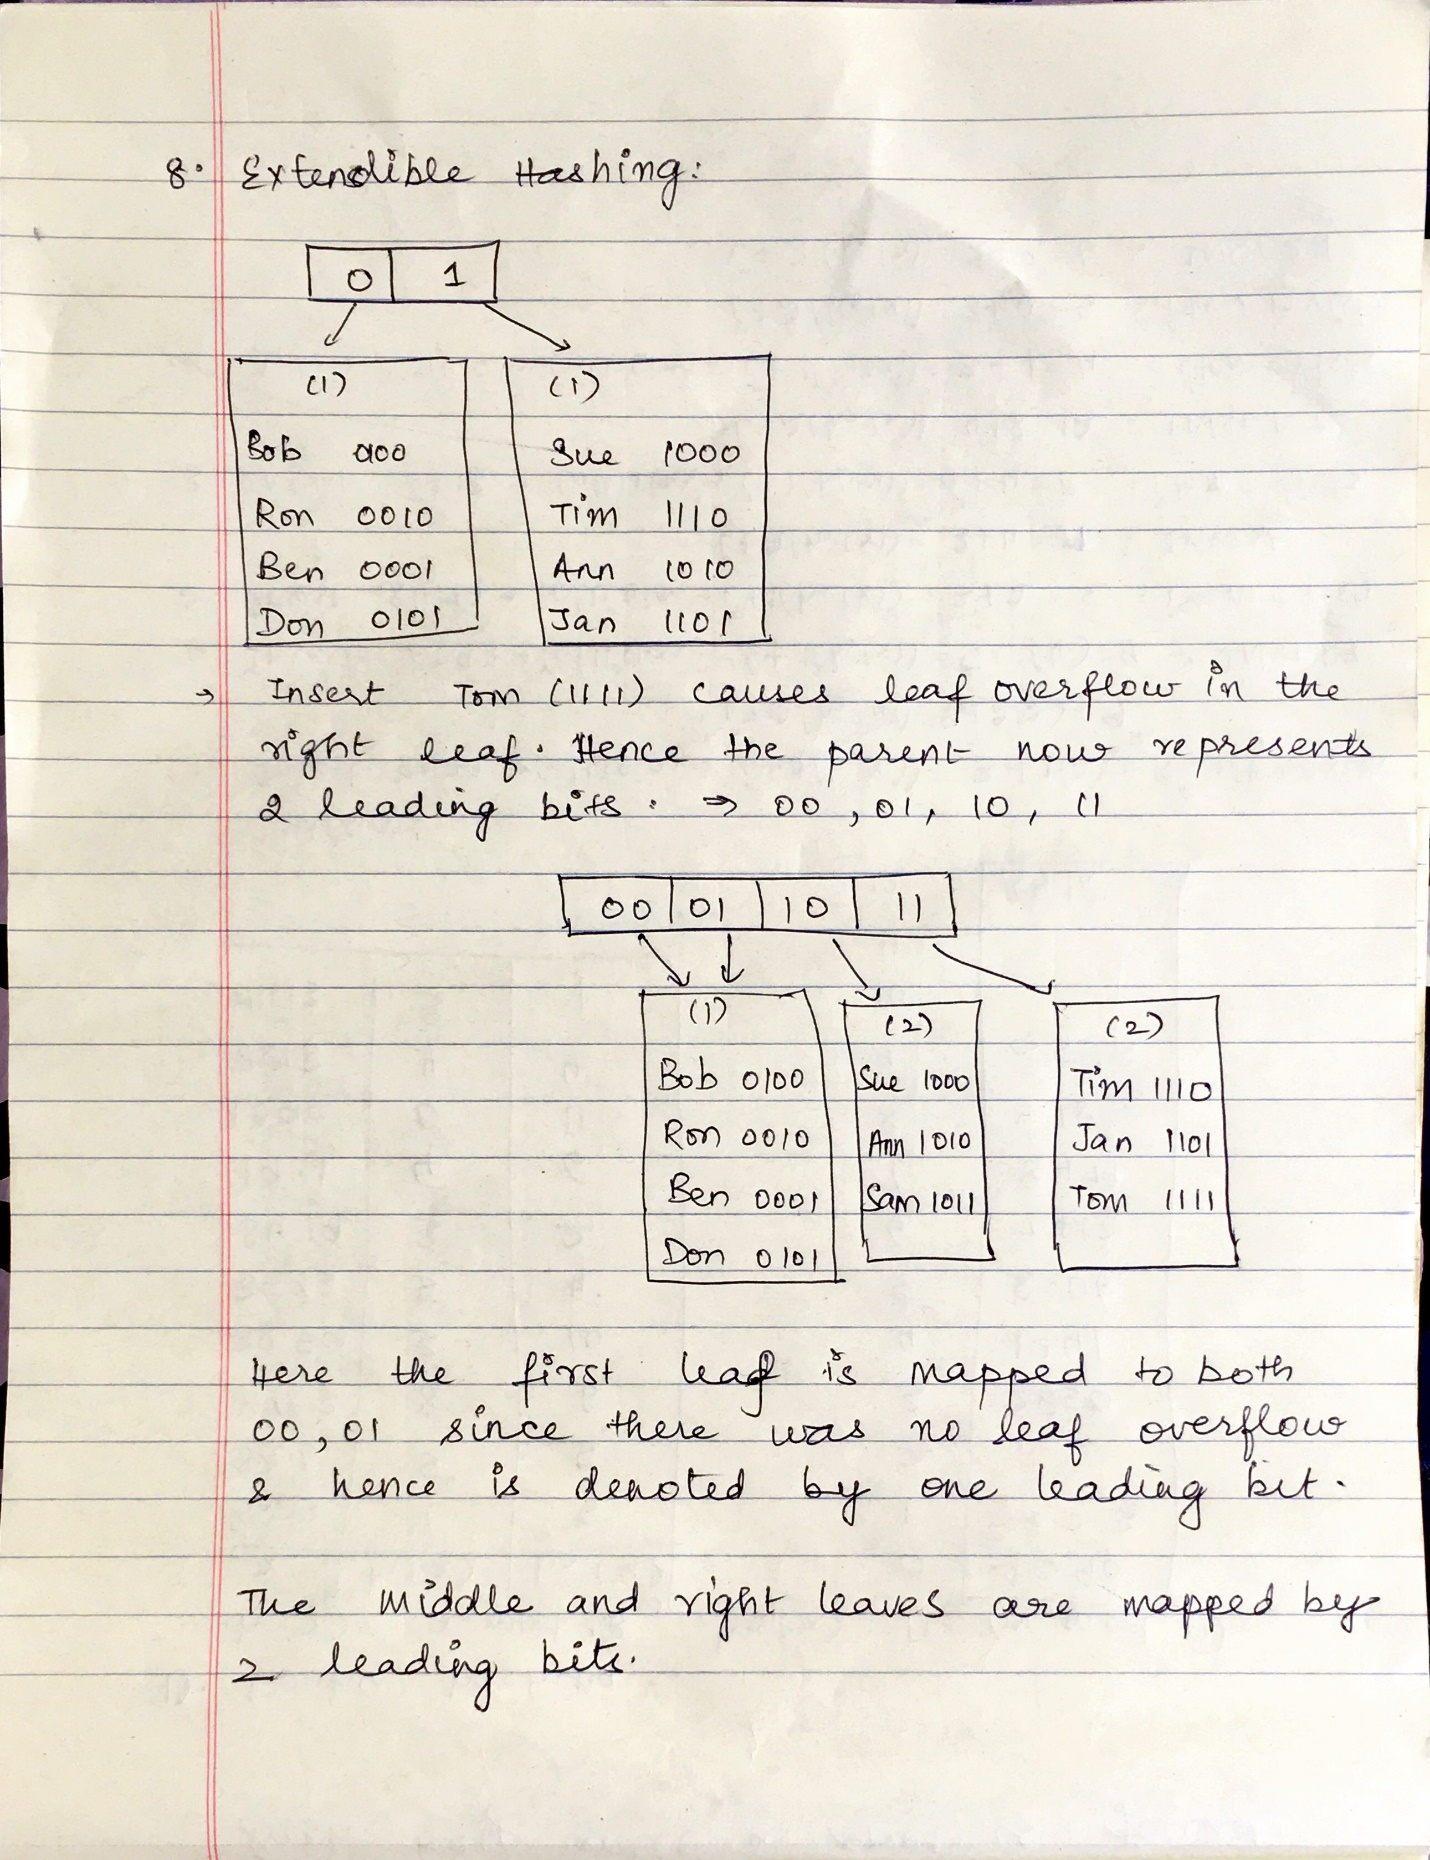 8. Extendible Hashing:
0 1
(1) (1)
Bob 0100 Sue 1000
Ron 0010 Tim 1110
Ben 0001 Ann 1010
Don 0101 Jan 1101
→ Insert Tom (1111) causes leaf overflow in the
right leaf. Hence the parent now represents
2 leading bits. ⇒ 00, 01, 10, 11
00 01 10 11
(1) (2) (2)
Bob 0100 Sue 1000 Tim 1110
Ron 0010 Ann 1010 Jan 1101
Ben 0001 Sam 1011 Tom 1111
Don 0101
Here the first leaf is mapped to both
00, 01 since there was no leaf overflow
& hence is denoted by one leading bit.
The middle and right leaves are mapped by
2 leading bits.